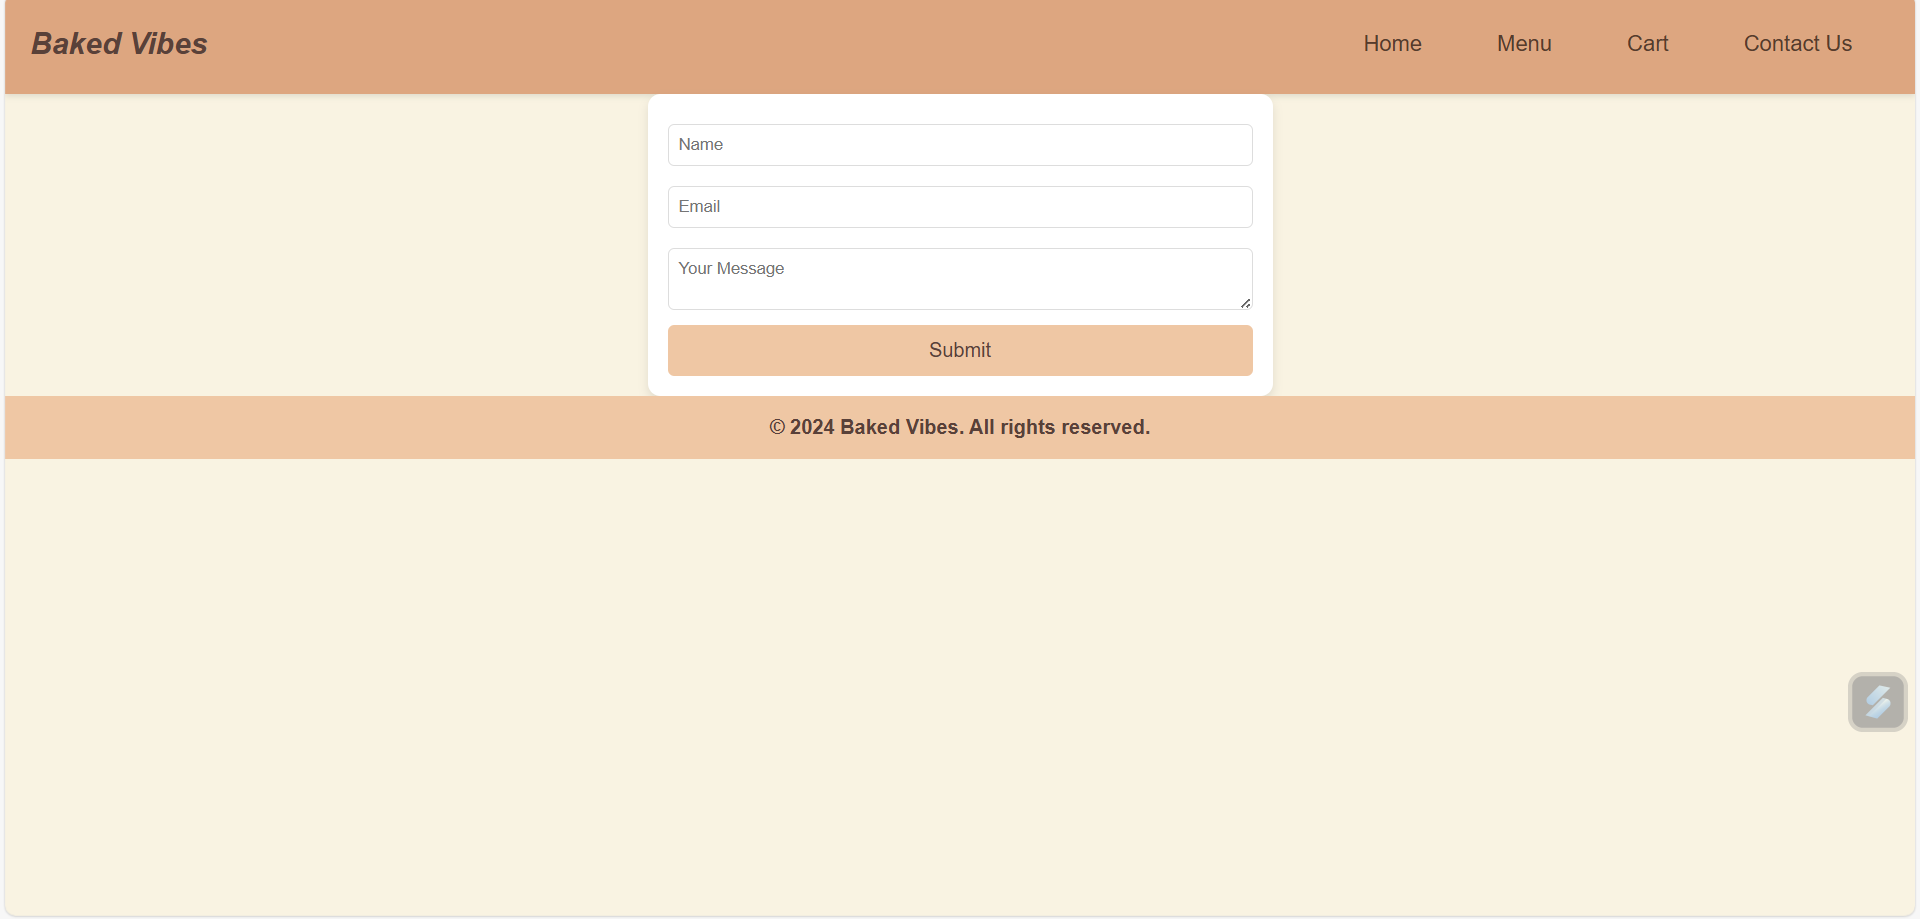 Baked Vibes
Home Menu Cart Contact Us
Name
Email
Your Message
Submit
© 2024 Baked Vibes. All rights reserved.